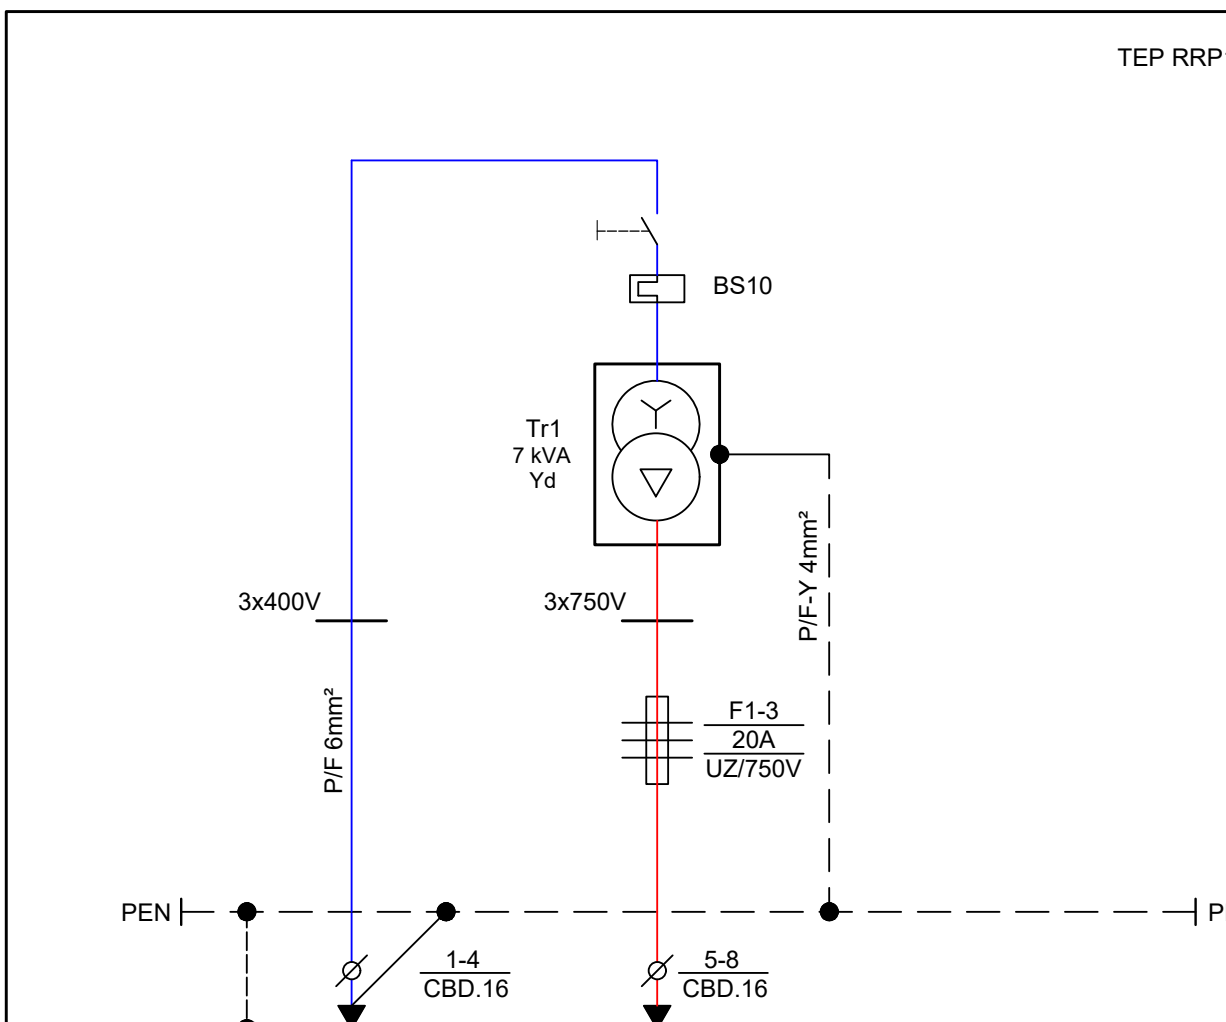 TEP RRP
BS10
Tr1
7 kVA
Yd
3x400V
3x750V
P/F-Y 4mm²
P/F 6mm²
F1-3
20A
UZ/750V
PEN
1-4
CBD.16
5-8
CBD.16